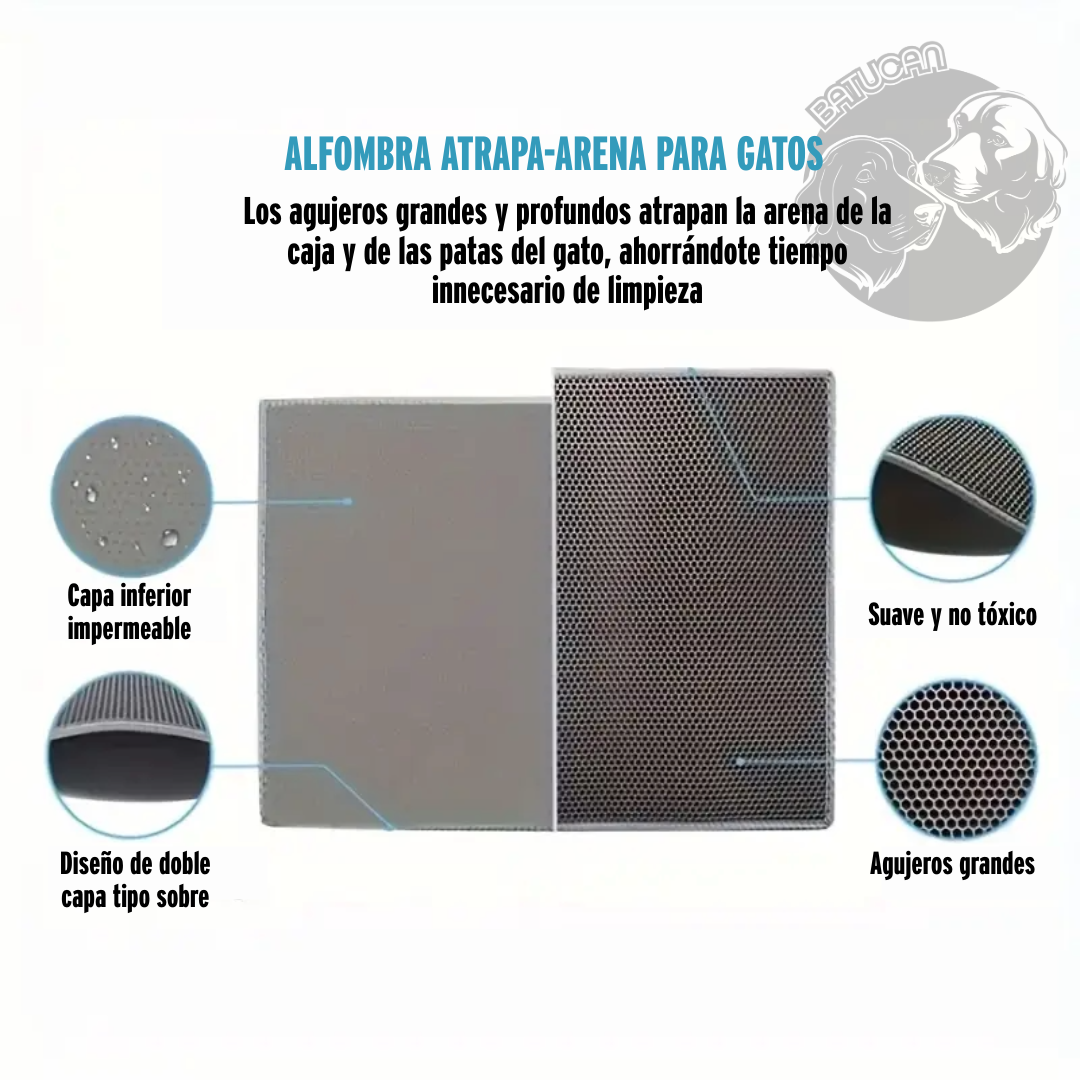 BATUCAN
ALFOMBRA ATRAPA-ARENA PARA GATOS
Los agujeros grandes y profundos atrapan la arena de la
caja y de las patas del gato, ahorrándote tiempo
innecesario de limpieza
Capa inferior
impermeable
Suave y no tóxico
Diseño de doble
capa tipo sobre
Agujeros grandes